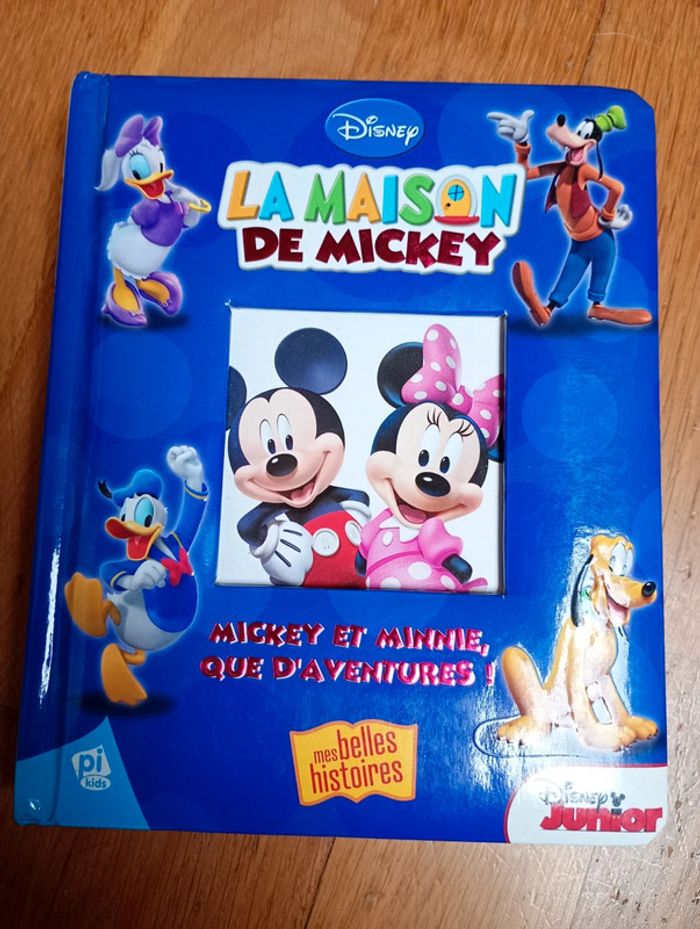 Disney
LA MAISON
DE MICKEY
MICKEY ET MINNIE,
QUE D'AVENTURES !
mes belles
histoires
pi
kids
Disney
Junior